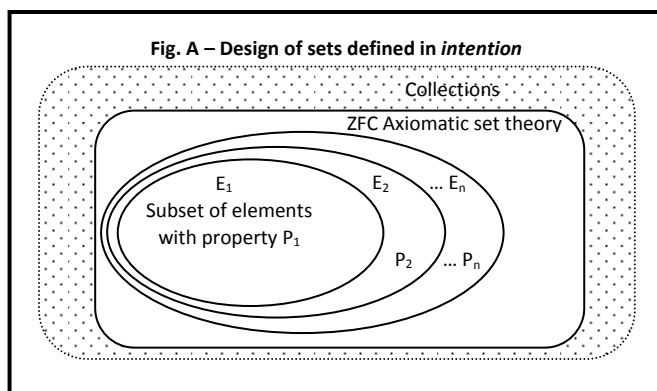 Fig. A – Design of sets defined in intention
Collections
ZFC Axiomatic set theory
E₁ E₂ ... Eₙ
Subset of elements
with property P₁
P₂ ... Pₙ